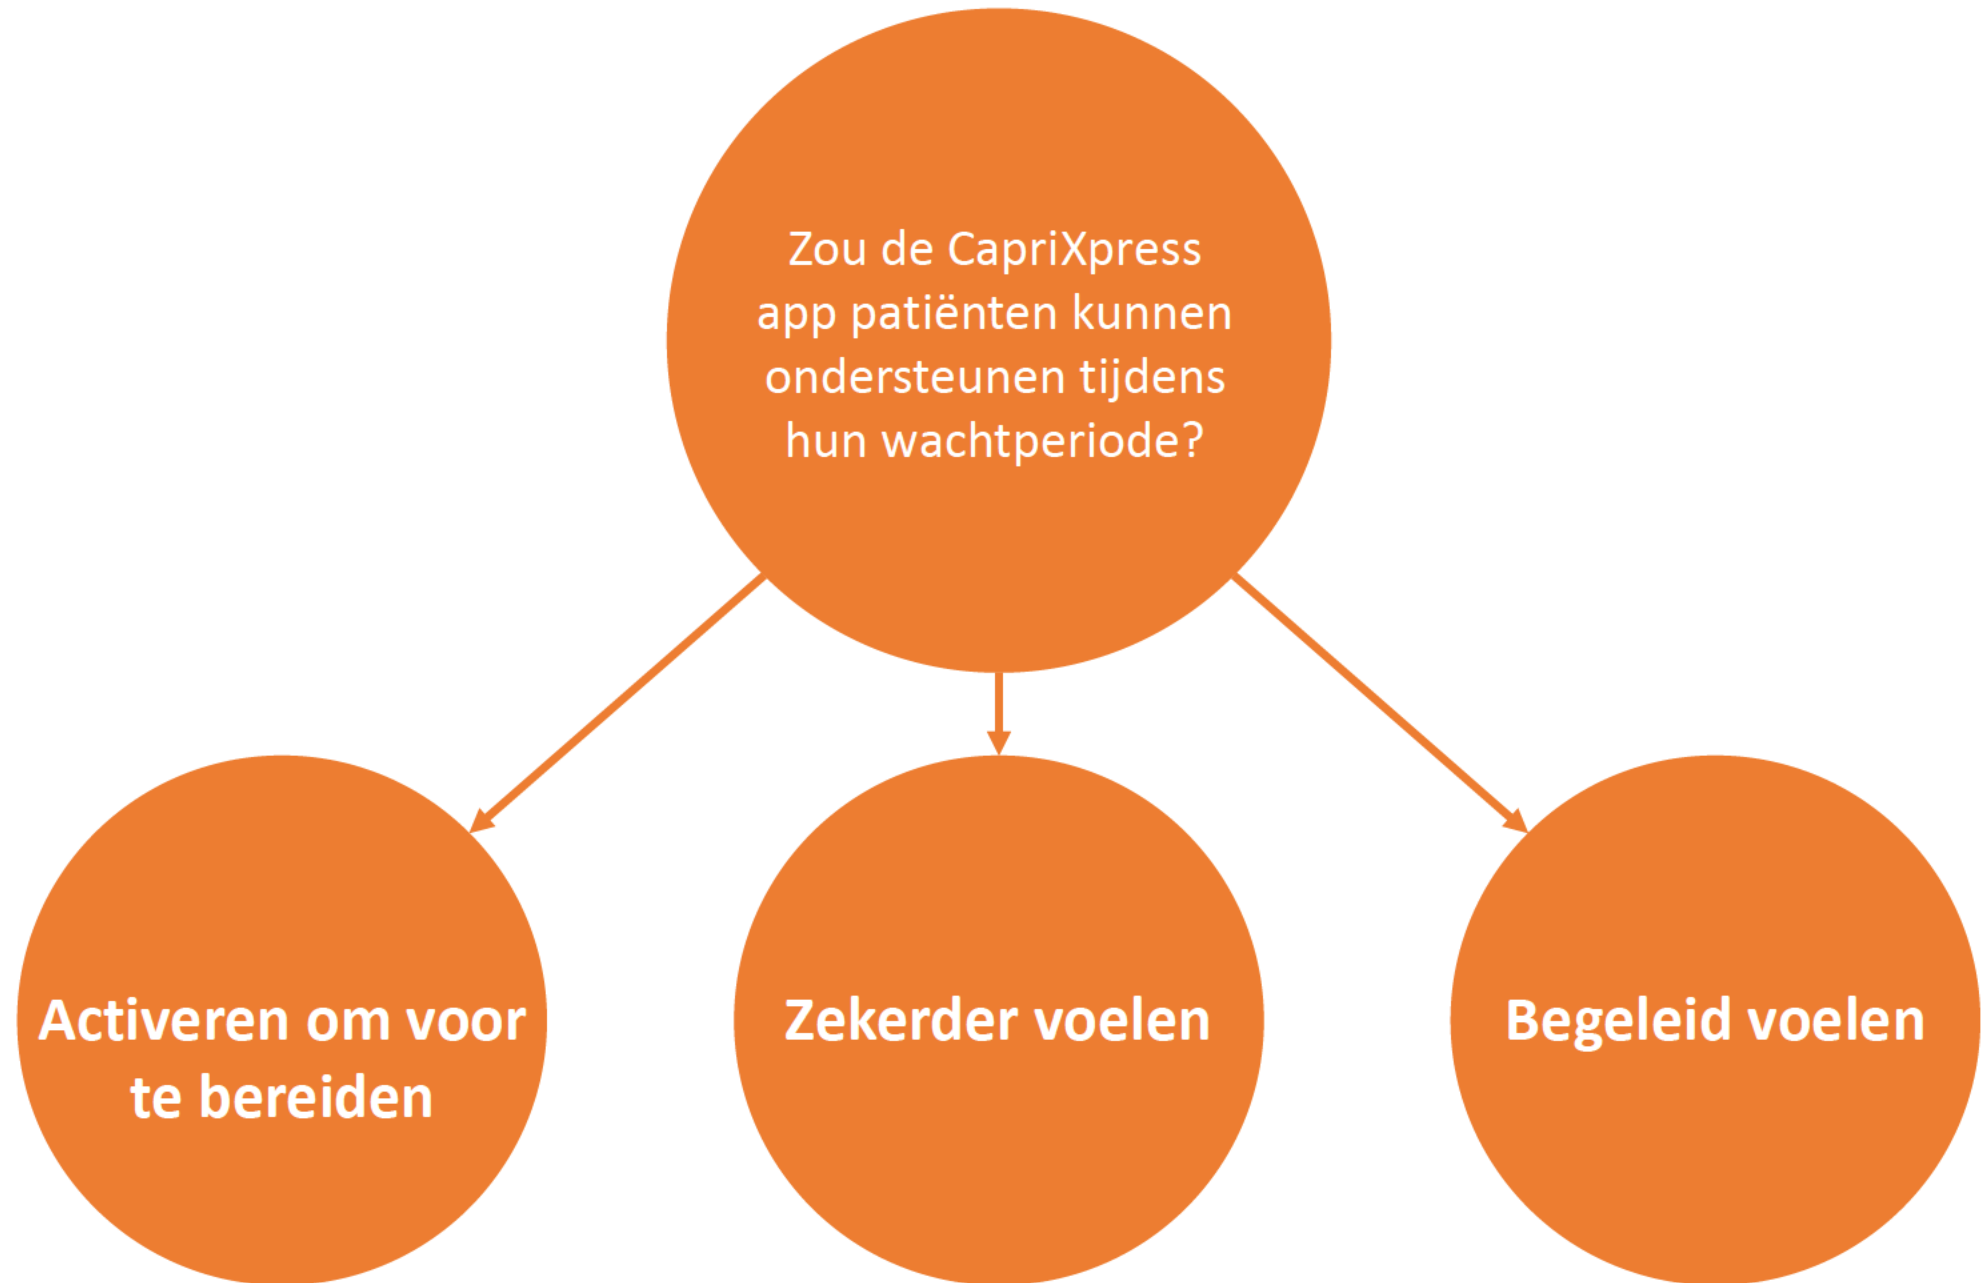 Zou de CapriXpress
app patiënten kunnen
ondersteunen tijdens
hun wachtperiode?
Activeren om voor
te bereiden
Zekerder voelen
Begeleid voelen